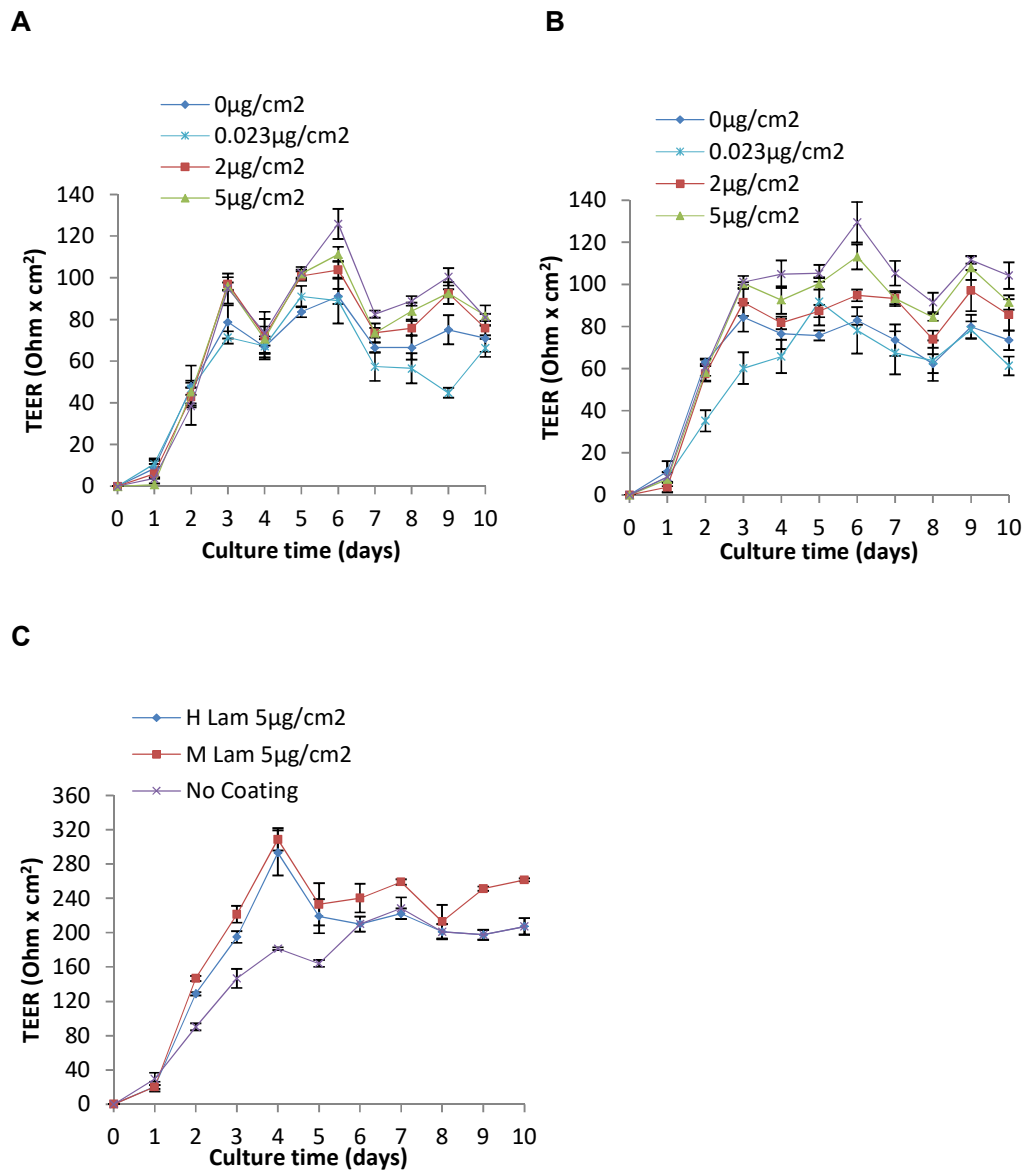 A
0µg/cm2
0.023µg/cm2
2µg/cm2
5µg/cm2
TEER (Ohm x cm²)
140
120
100
80
60
40
20
0
0 1 2 3 4 5 6 7 8 9 10
Culture time (days)
B
0µg/cm2
0.023µg/cm2
2µg/cm2
5µg/cm2
TEER (Ohm x cm²)
140
120
100
80
60
40
20
0
0 1 2 3 4 5 6 7 8 9 10
Culture time (days)
C
H Lam 5µg/cm2
M Lam 5µg/cm2
No Coating
TEER (Ohm x cm²)
360
320
280
240
200
160
120
80
40
0
0 1 2 3 4 5 6 7 8 9 10
Culture time (days)